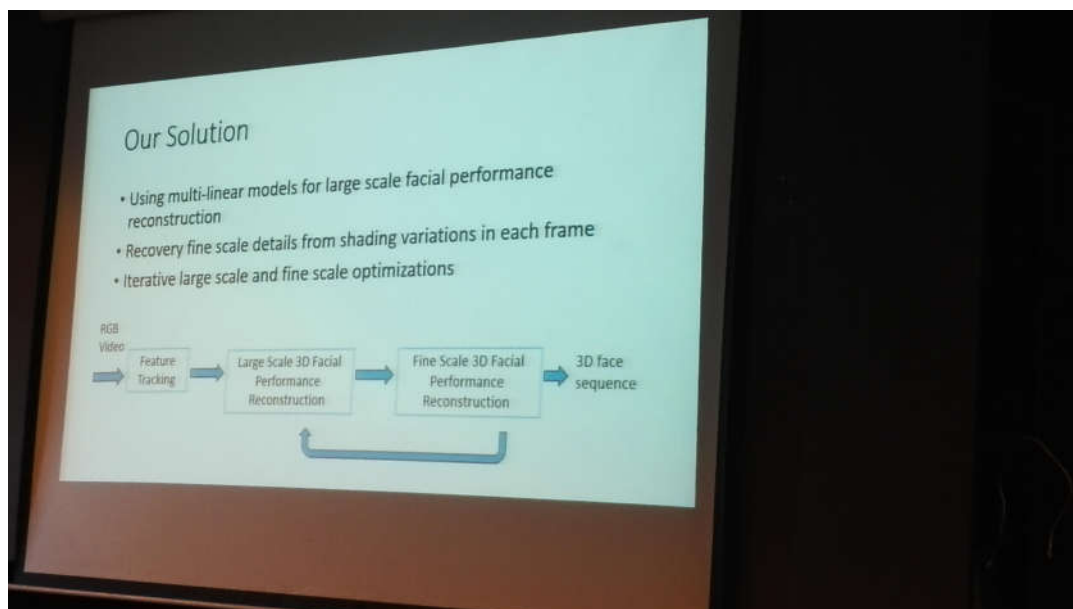 Our Solution
• Using multi-linear models for large scale facial performance
reconstruction
• Recovery fine scale details from shading variations in each frame
• Iterative large scale and fine scale optimizations
RGB
Video
Feature
Tracking
Large Scale 3D Facial
Performance
Reconstruction
Fine Scale 3D Facial
Performance
Reconstruction
3D face
sequence